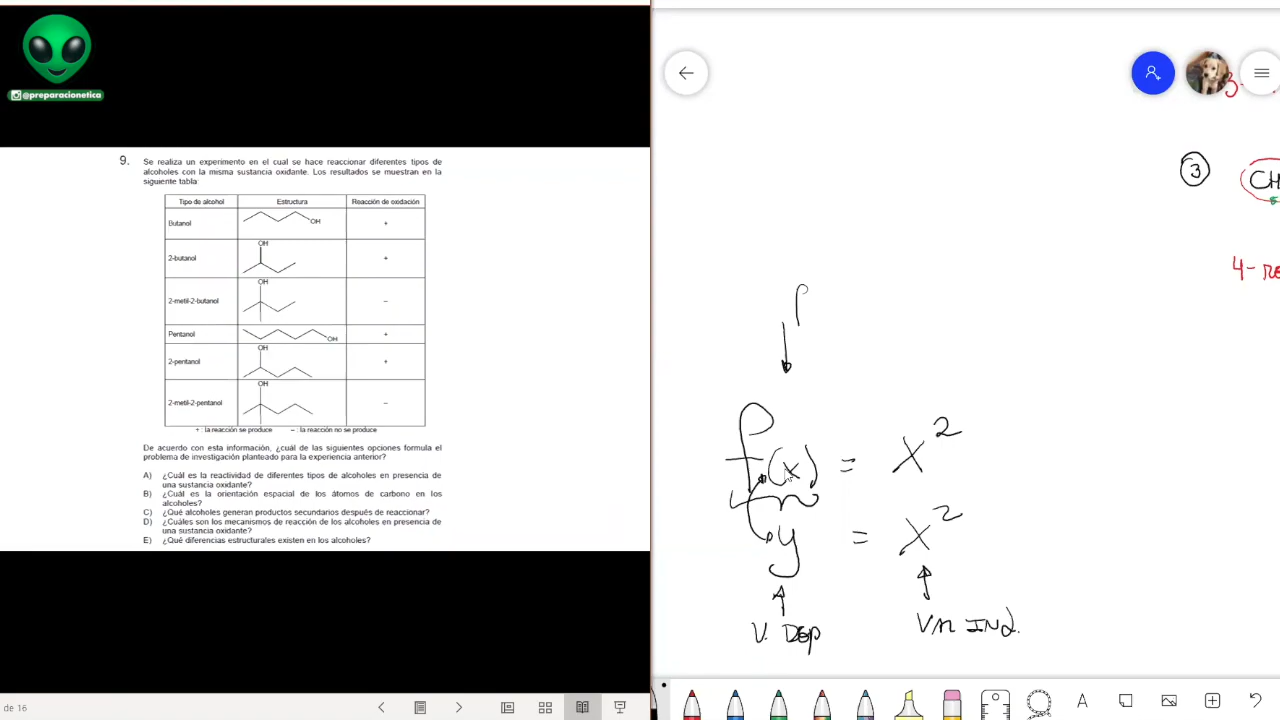 @preparacionetica
9. Se realiza un experimento en el cual se hace reaccionar diferentes tipos de
alcoholes con la misma sustancia oxidante. Los resultados se muestran en la
siguiente tabla
Tipo de alcohol Estructura Reacción de oxidación
Butanol OH +
OH
2-butanol +
OH
2-metil-2-butanol –
Pentanol OH +
OH
2-pentanol +
OH
2-metil-2-pentanol –
+ : la reacción se produce – : la reacción no se produce
De acuerdo con esta información, ¿cuál de las siguientes opciones formula el
problema de investigación planteado para la experiencia anterior?
A) ¿Cuál es la reactividad de diferentes tipos de alcoholes en presencia de
una sustancia oxidante?
B) ¿Cuál es la orientación espacial de los átomos de carbono en los
alcoholes?
C) ¿Qué alcoholes generan productos secundarios después de reaccionar?
D) ¿Cuáles son los mecanismos de reacción de los alcoholes en presencia de
una sustancia oxidante?
E) ¿Qué diferencias estructurales existen en los alcoholes?
de 16
3-
3 CH
4- re
f(x) = x²
y = x²
V. DEP VAR IND.
A